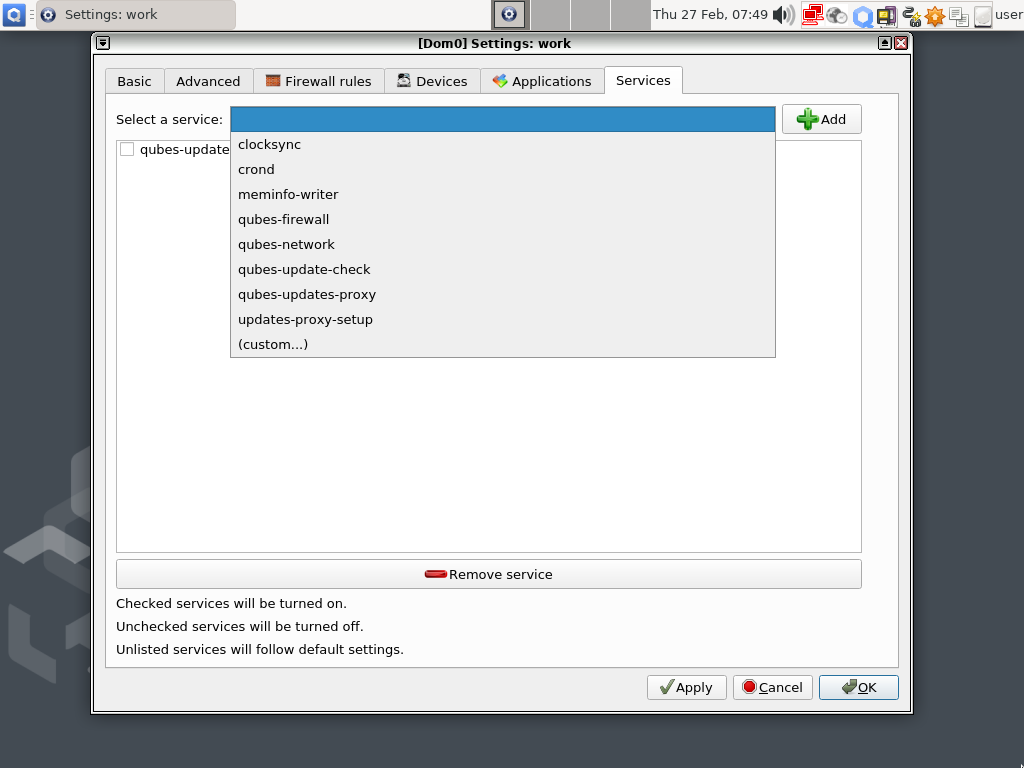 Settings: work
Thu 27 Feb, 07:49
user
[Dom0] Settings: work
Basic
Advanced
Firewall rules
Devices
Applications
Services
Select a service:
Add
qubes-update
clocksync
crond
meminfo-writer
qubes-firewall
qubes-network
qubes-update-check
qubes-updates-proxy
updates-proxy-setup
(custom...)
Remove service
Checked services will be turned on.
Unchecked services will be turned off.
Unlisted services will follow default settings.
Apply
Cancel
OK